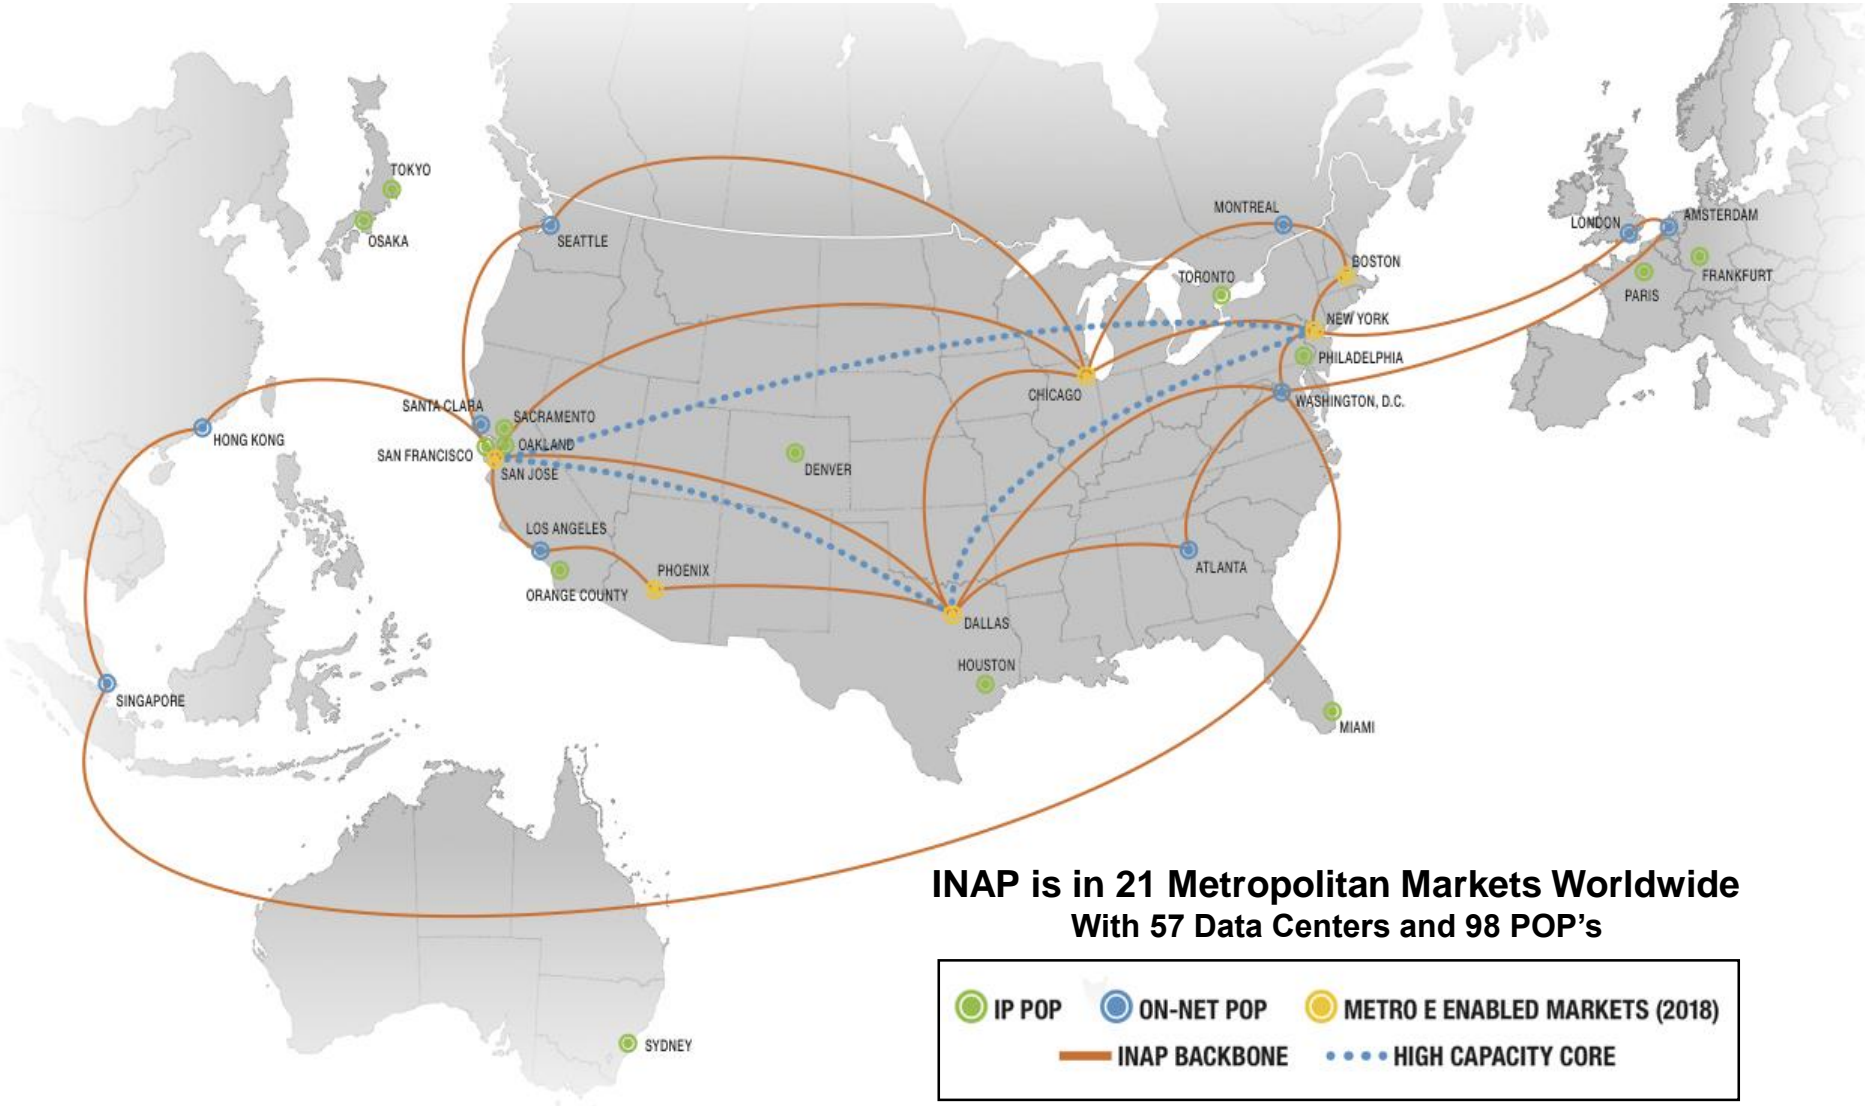 TOKYO
OSAKA
SEATTLE
MONTREAL
TORONTO
BOSTON
NEW YORK
PHILADELPHIA
WASHINGTON, D.C.
CHICAGO
LONDON
AMSTERDAM
FRANKFURT
PARIS
SANTA CLARA
SACRAMENTO
OAKLAND
SAN FRANCISCO
SAN JOSE
HONG KONG
DENVER
LOS ANGELES
ORANGE COUNTY
PHOENIX
ATLANTA
DALLAS
HOUSTON
MIAMI
SINGAPORE
SYDNEY
INAP is in 21 Metropolitan Markets Worldwide
With 57 Data Centers and 98 POP's
IP POP
ON-NET POP
METRO E ENABLED MARKETS (2018)
INAP BACKBONE
HIGH CAPACITY CORE